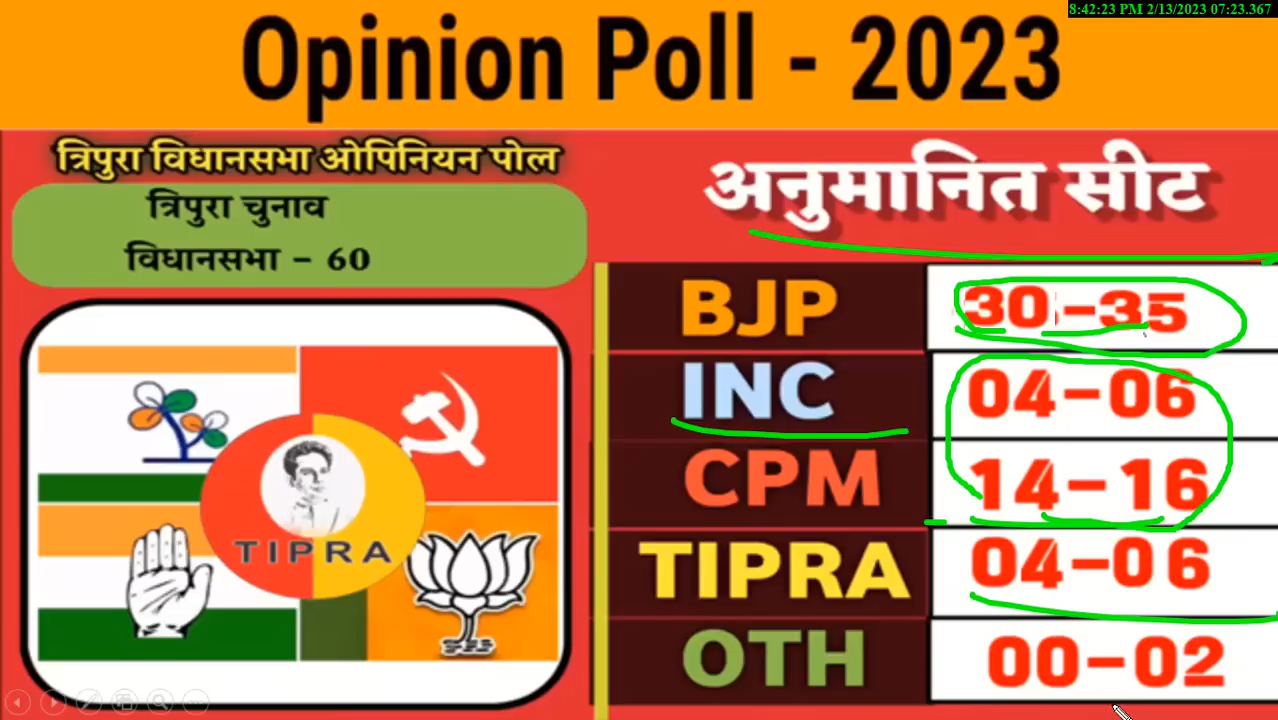 8:42:23 PM 2/13/2023 07:23.367
Opinion Poll - 2023
त्रिपुरा विधानसभा ओपिनियन पोल
त्रिपुरा चुनाव
विधानसभा - 60
TIPRA
अनुमानित सीट
BJP 30-35
INC 04-06
CPM 14-16
TIPRA 04-06
OTH 00-02